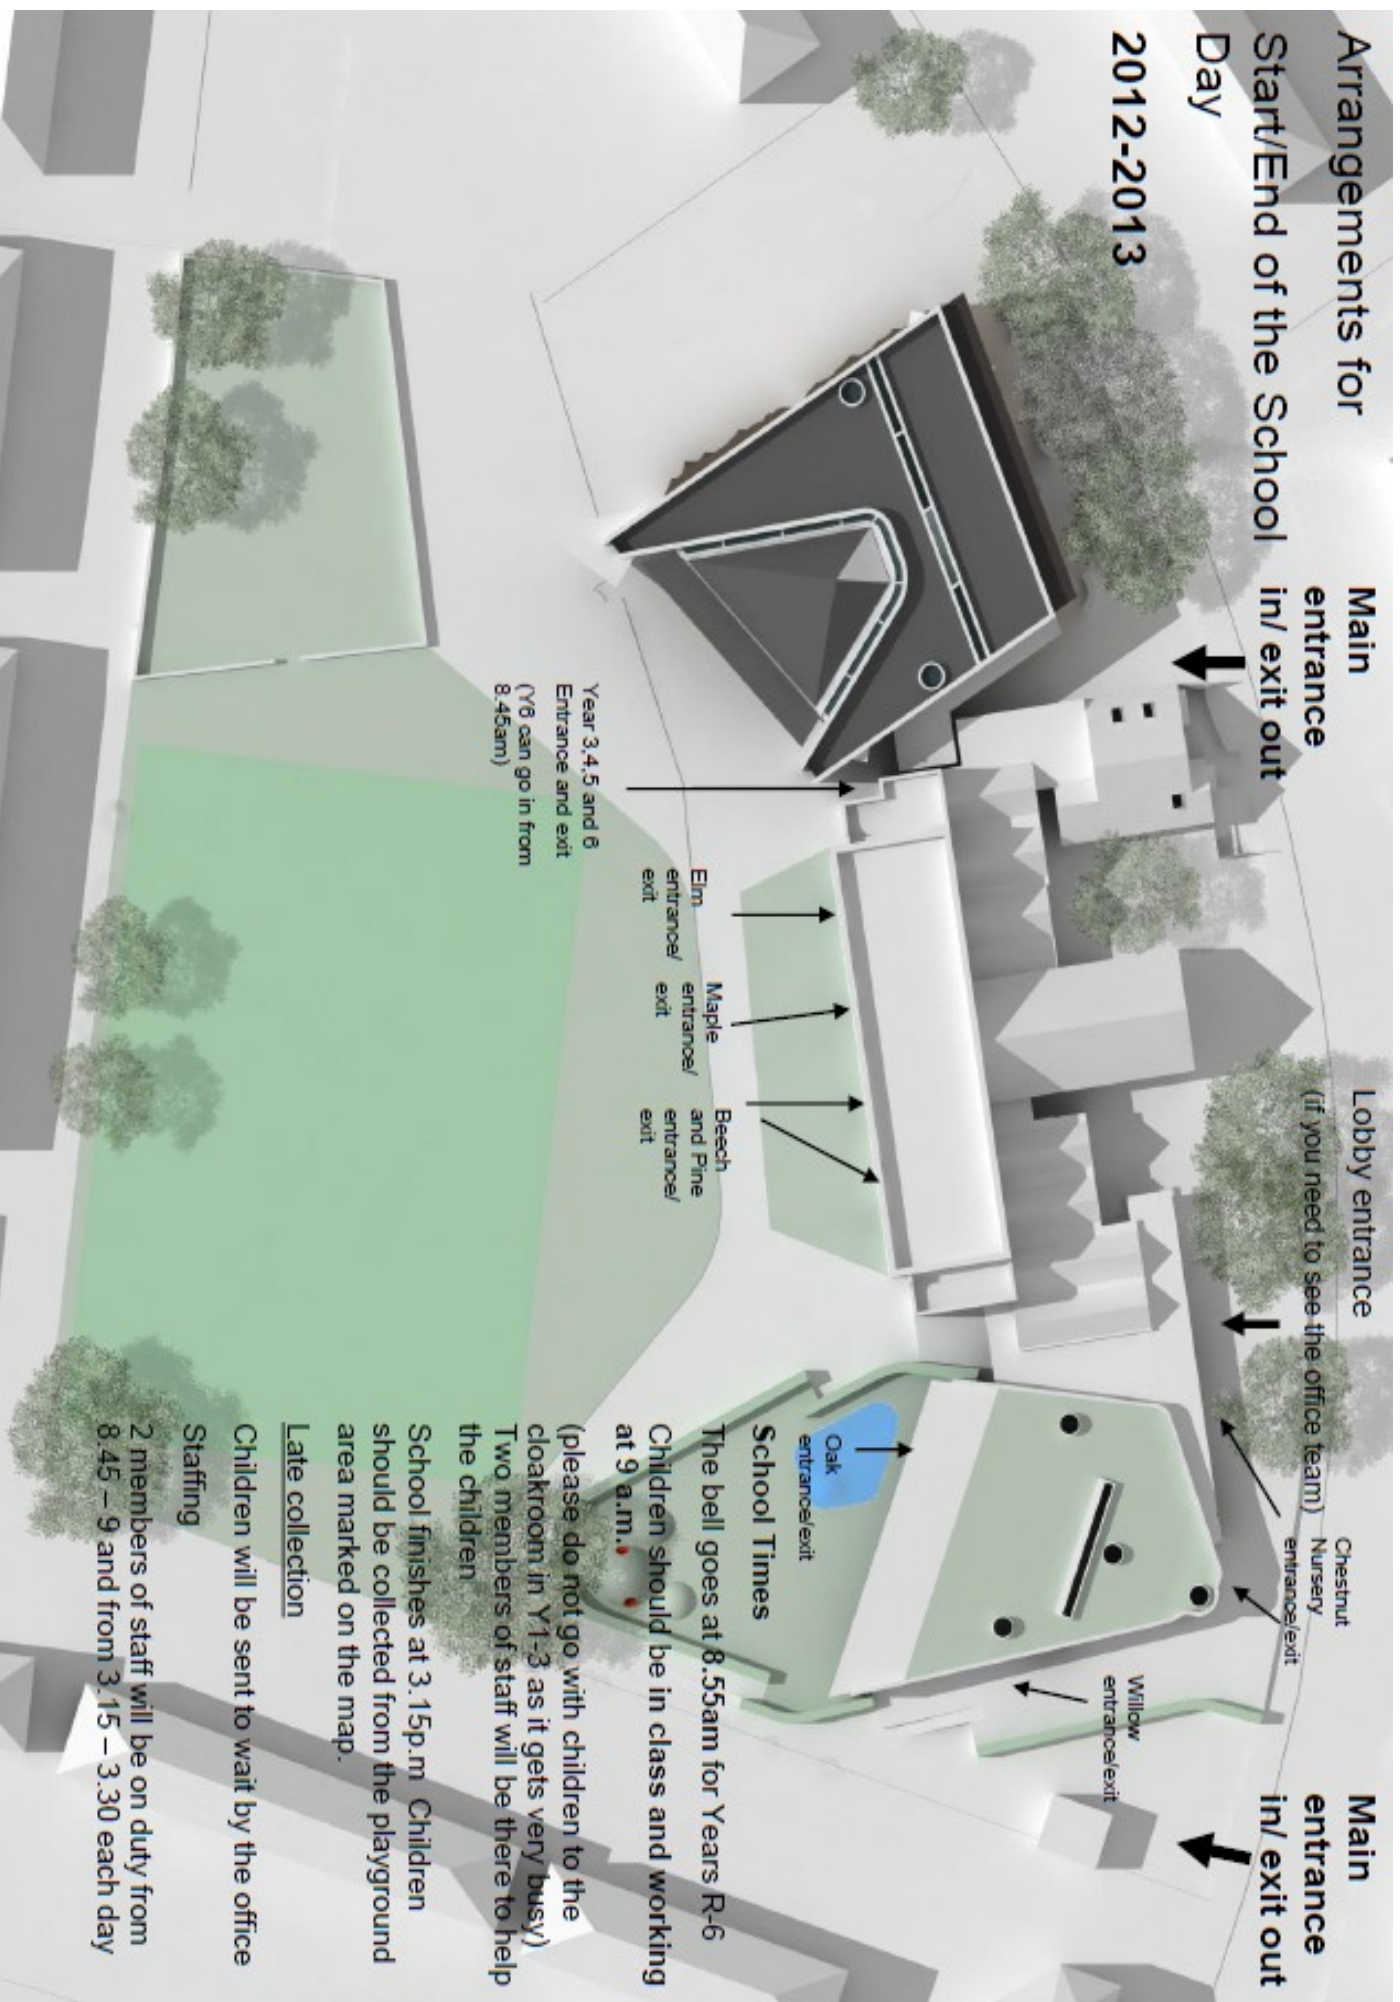 Arrangements for
Start/End of the School
Day
2012-2013
Main
entrance
in/ exit out
Lobby entrance
(if you need to see the office team)
Chestnut
Nursery
entrance/exit
Main
entrance
in/ exit out
Willow
entrance/exit
Oak
entrance/exit
Year 3,4,5 and 6
Entrance and exit
(Y6 can go in from
8.45am)
Elm
entrance/
exit
Maple
entrance/
exit
Beech
and Pine
entrance/
exit
School Times
The bell goes at 8.55am for Years R-6
Children should be in class and working
at 9 a.m.
(please do not go with children to the
cloakroom in Y1-3 as it gets very busy)
Two members of staff will be there to help
the children
School finishes at 3.15p.m Children
should be collected from the playground
area marked on the map.
Late collection
Children will be sent to wait by the office
Staffing
2 members of staff will be on duty from
8.45 – 9 and from 3.15 – 3.30 each day